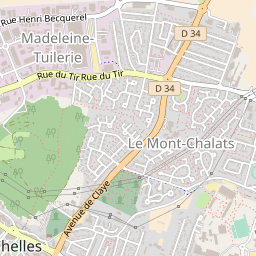 Rue Henri Becquerel
Madeleine-
Tuilerie
D 34
Rue du Tir Rue du Tir
D 34
Le Mont-Chalats
Avenue de Claye
helles